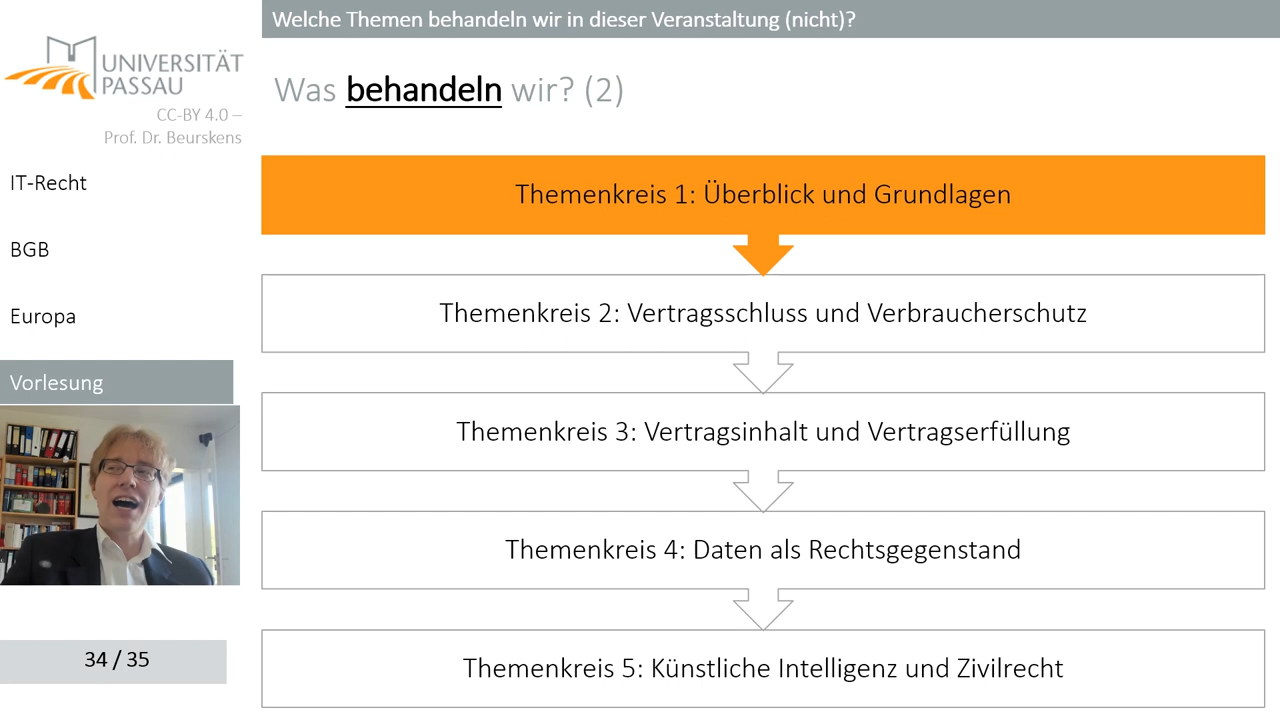 Welche Themen behandeln wir in dieser Veranstaltung (nicht)?
UNIVERSITÄT
PASSAU
CC-BY 4.0 –
Prof. Dr. Beurskens
IT-Recht
BGB
Europa
Vorlesung
34 / 35
Was behandeln wir? (2)
Themenkreis 1: Überblick und Grundlagen
Themenkreis 2: Vertragsschluss und Verbraucherschutz
Themenkreis 3: Vertragsinhalt und Vertragserfüllung
Themenkreis 4: Daten als Rechtsgegenstand
Themenkreis 5: Künstliche Intelligenz und Zivilrecht